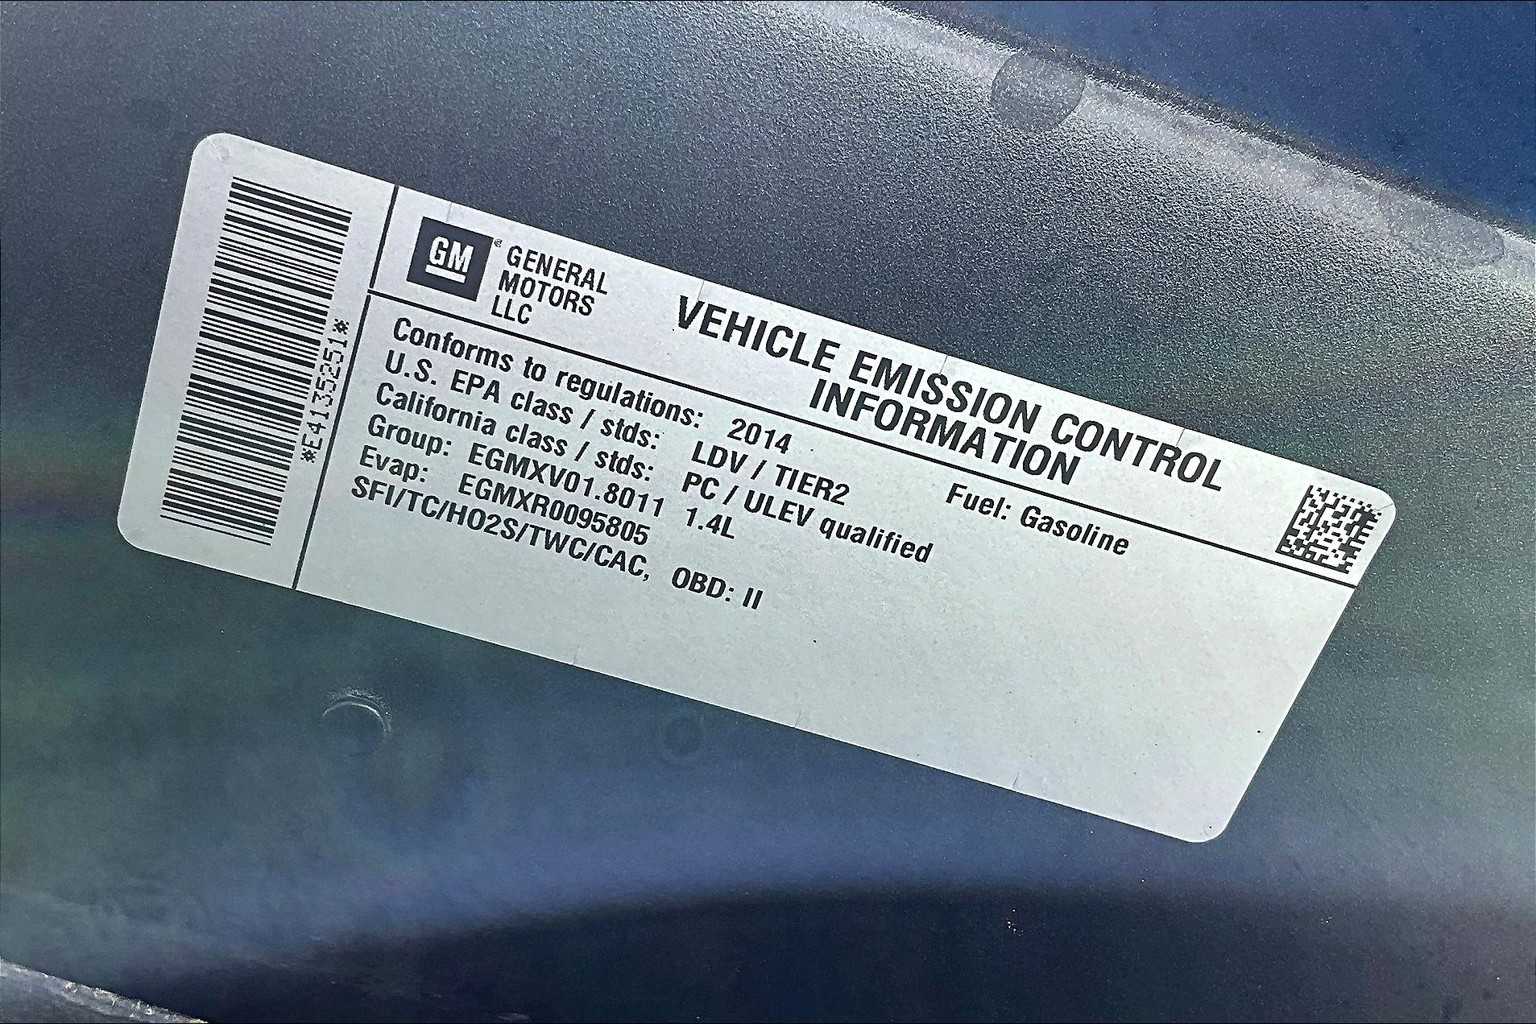 GM
GENERAL
MOTORS
LLC
VEHICLE EMISSION CONTROL
INFORMATION
Conforms to regulations: 2014 Fuel: Gasoline
U.S. EPA class / stds: LDV / TIER2
California class / stds: PC / ULEV qualified
Group: EGMXV01.8011 1.4L
Evap: EGMXR0095805
SFI/TC/HO2S/TWC/CAC, OBD: II
*E4135251*